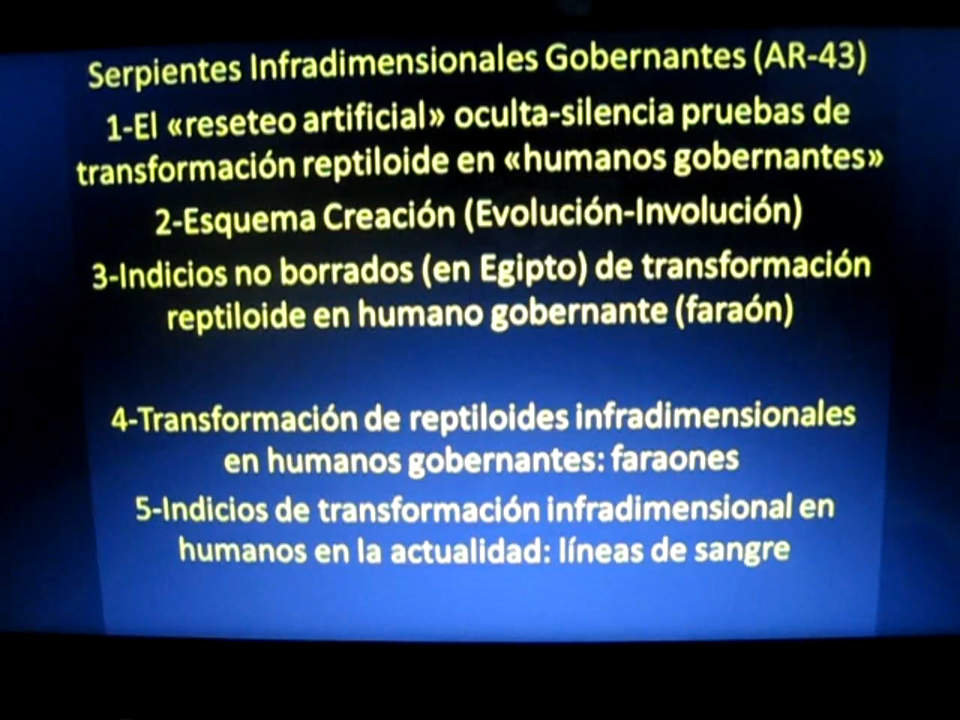 Serpientes Infradimensionales Gobernantes (AR-43)
1-El «reseteo artificial» oculta-silencia pruebas de
transformación reptiloide en «humanos gobernantes»
2-Esquema Creación (Evolución-Involución)
3-Indicios no borrados (en Egipto) de transformación
reptiloide en humano gobernante (faraón)
4-Transformación de reptiloides infradimensionales
en humanos gobernantes: faraones
5-Indicios de transformación infradimensional en
humanos en la actualidad: líneas de sangre